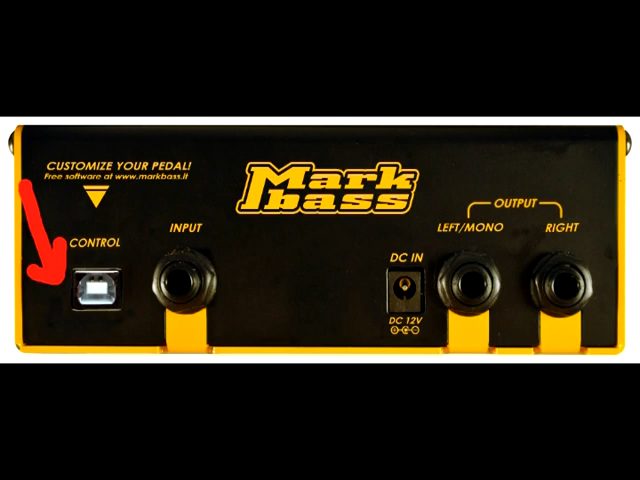 CUSTOMIZE YOUR PEDAL!
Free software at www.markbass.it
Mark
bass
CONTROL
INPUT
OUTPUT
LEFT/MONO
RIGHT
DC IN
DC 12V